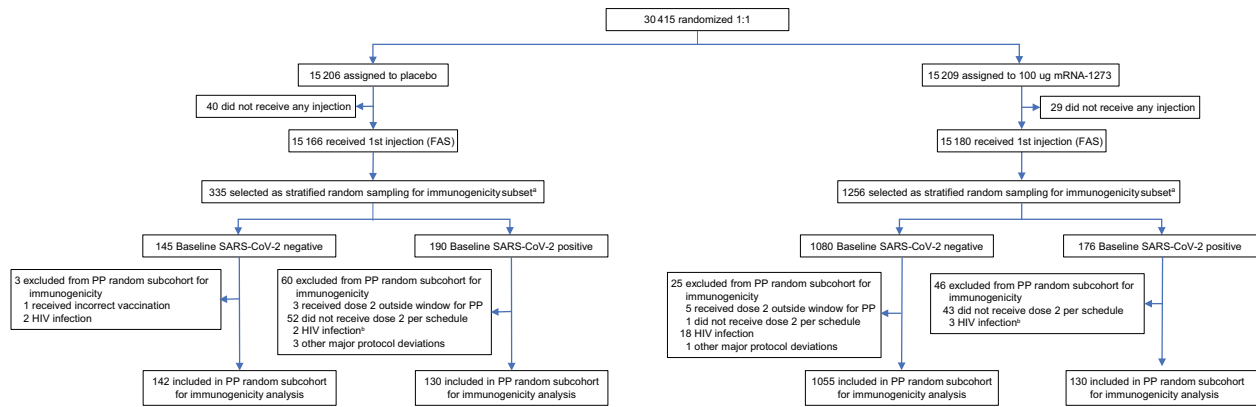 30 415 randomized 1:1
15 206 assigned to placebo
15 209 assigned to 100 ug mRNA-1273
40 did not receive any injection
29 did not receive any injection
15 166 received 1st injection (FAS)
15 180 received 1st injection (FAS)
335 selected as stratified random sampling for immunogenicity subsetᵃ
1256 selected as stratified random sampling for immunogenicity subsetᵃ
145 Baseline SARS-CoV-2 negative
190 Baseline SARS-CoV-2 positive
1080 Baseline SARS-CoV-2 negative
176 Baseline SARS-CoV-2 positive
3 excluded from PP random subcohort for
immunogenicity
1 received incorrect vaccination
2 HIV infection
60 excluded from PP random subcohort for
immunogenicity
3 received dose 2 outside window for PP
52 did not receive dose 2 per schedule
2 HIV infectionᵇ
3 other major protocol deviations
25 excluded from PP random subcohort for
immunogenicity
5 received dose 2 outside window for PP
1 did not receive dose 2 per schedule
18 HIV infection
1 other major protocol deviations
46 excluded from PP random subcohort for
immunogenicity
43 did not receive dose 2 per schedule
3 HIV infectionᵇ
142 included in PP random subcohort
for immunogenicity analysis
130 included in PP random subcohort
for immunogenicity analysis
1055 included in PP random subcohort
for immunogenicity analysis
130 included in PP random subcohort
for immunogenicity analysis